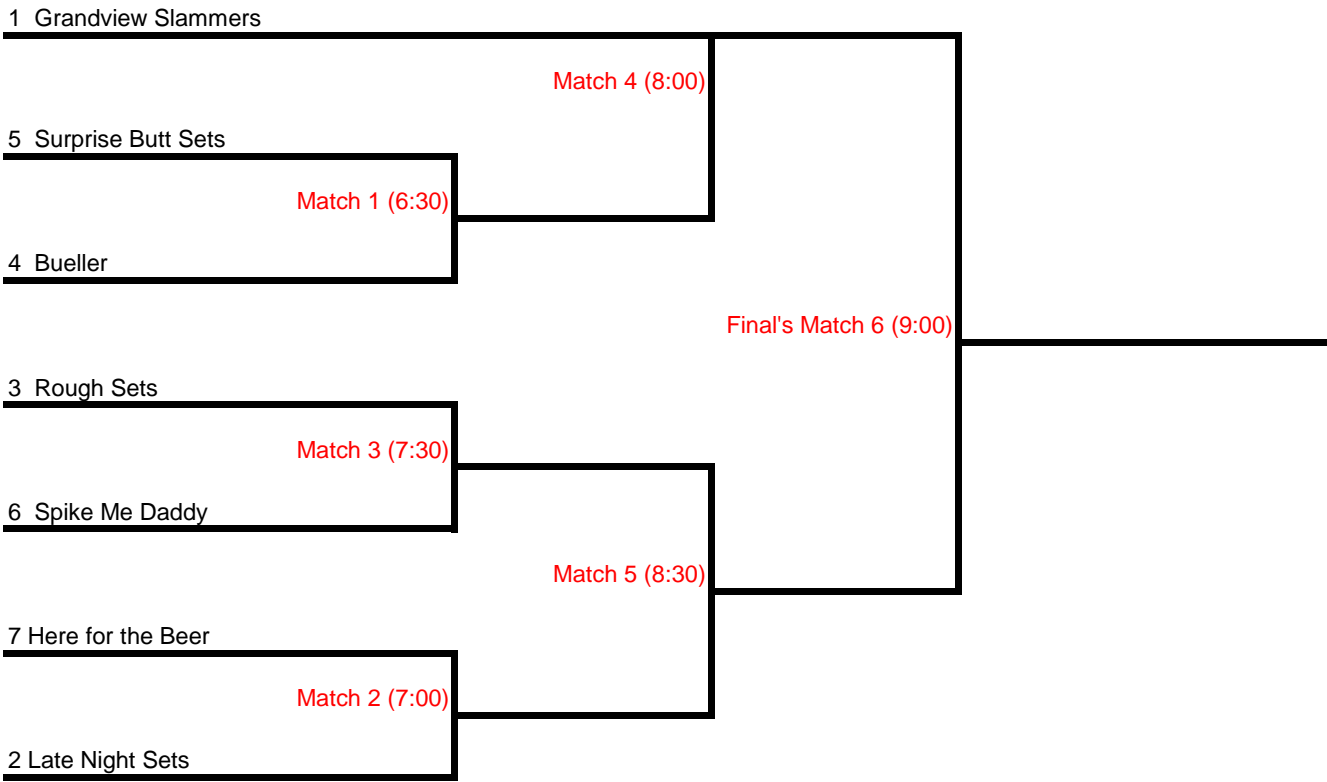 1  Grandview Slammers
Match 4 (8:00)
5  Surprise Butt Sets
Match 1 (6:30)
4  Bueller
Final's Match 6 (9:00)
3  Rough Sets
Match 3 (7:30)
6  Spike Me Daddy
Match 5 (8:30)
7 Here for the Beer
Match 2 (7:00)
2 Late Night Sets